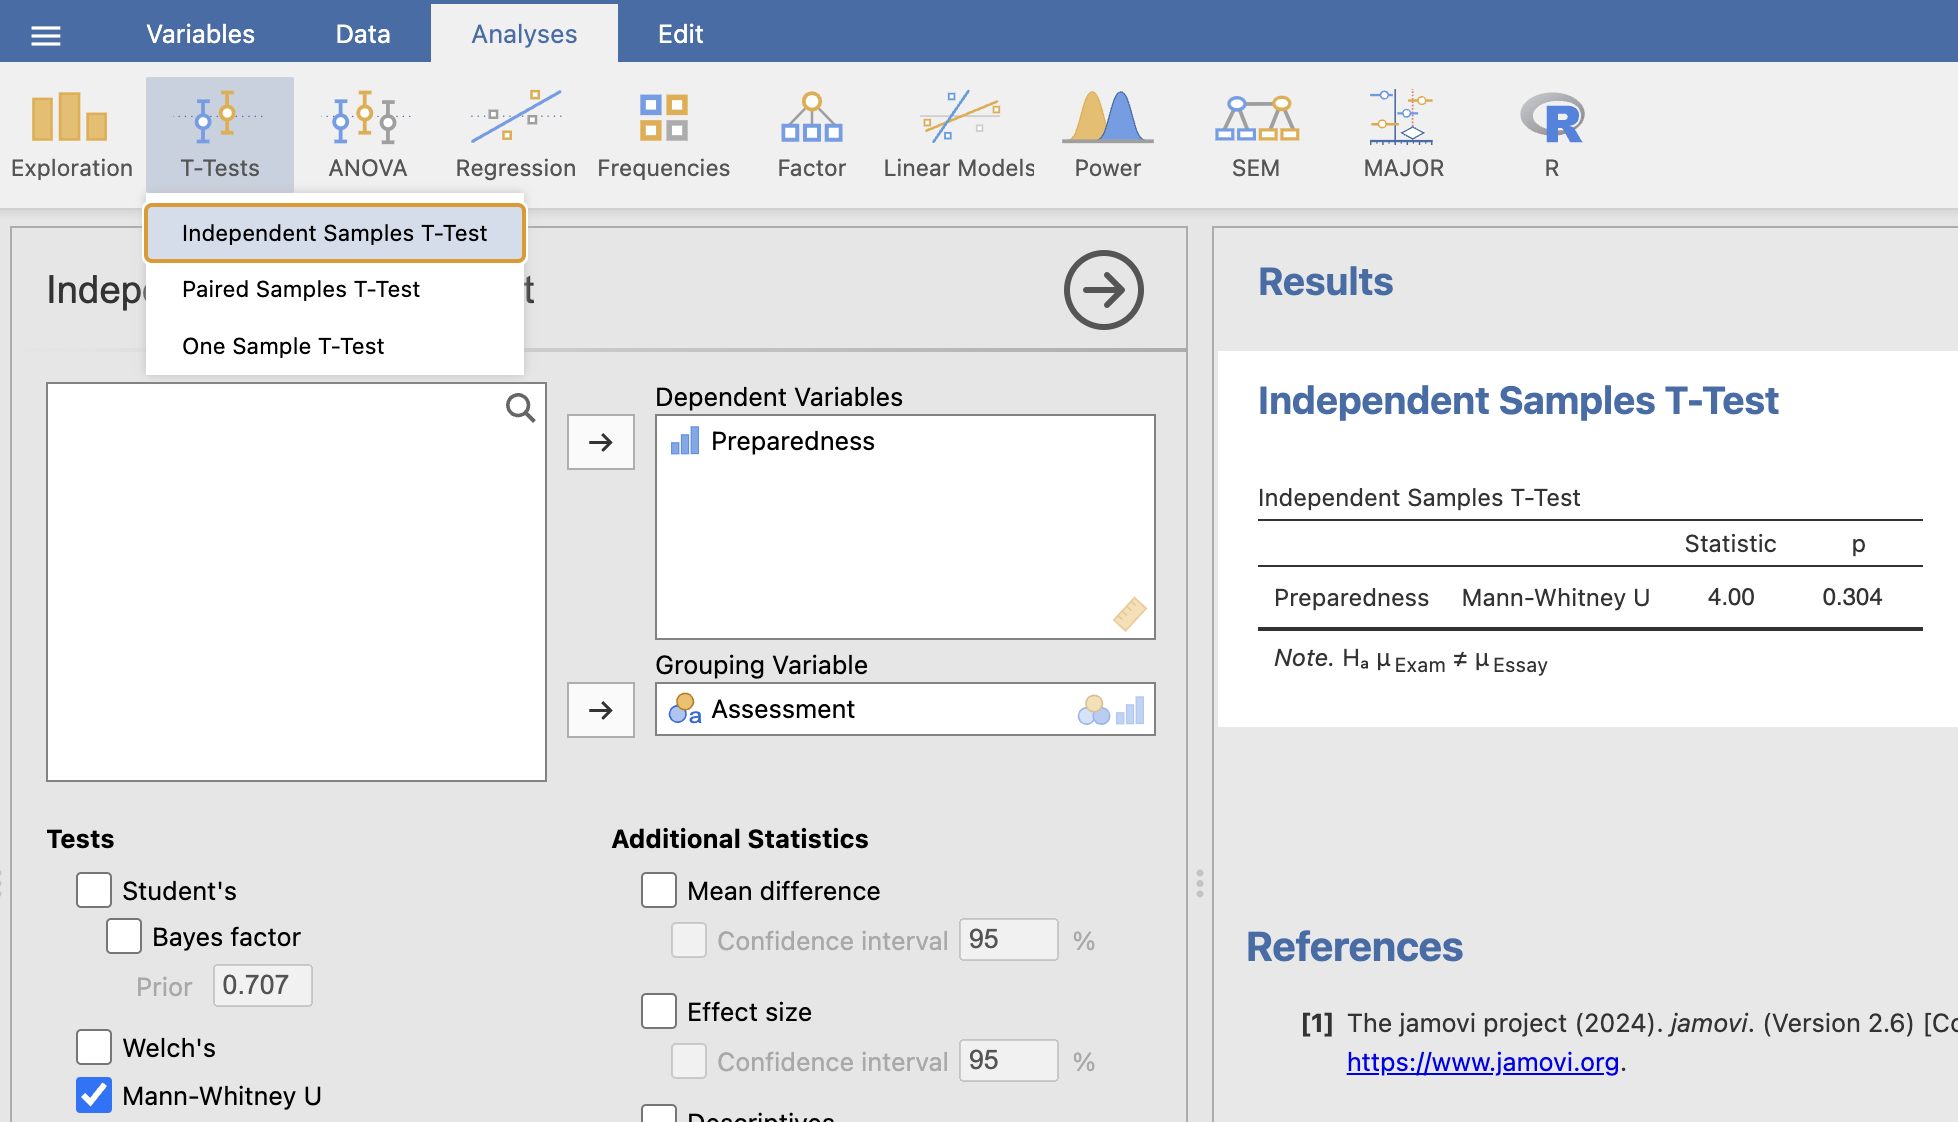 Variables Data Analyses Edit
Exploration T-Tests ANOVA Regression Frequencies Factor Linear Models Power SEM MAJOR R
Independent Samples T-Test
Paired Samples T-Test
One Sample T-Test
Indep t
Dependent Variables
Preparedness
Grouping Variable
a Assessment
Tests
Student's
Bayes factor
Prior 0.707
Welch's
Mann-Whitney U
Additional Statistics
Mean difference
Confidence interval 95 %
Effect size
Confidence interval 95 %
Descriptives
Results
Independent Samples T-Test
Independent Samples T-Test
Statistic p
Preparedness Mann-Whitney U 4.00 0.304
Note. Hₐ μ Exam ≠ μ Essay
References
[1] The jamovi project (2024). jamovi. (Version 2.6) [Co
https://www.jamovi.org.